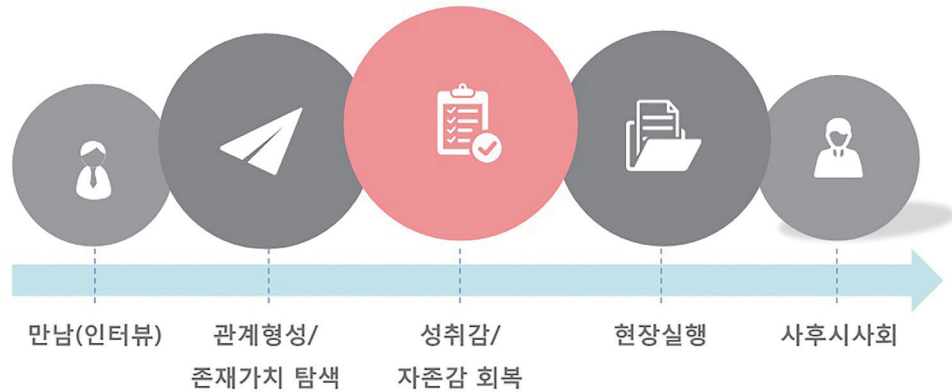 만남(인터뷰)
관계형성/
존재가치 탐색
성취감/
자존감 회복
현장실행
사후시사회